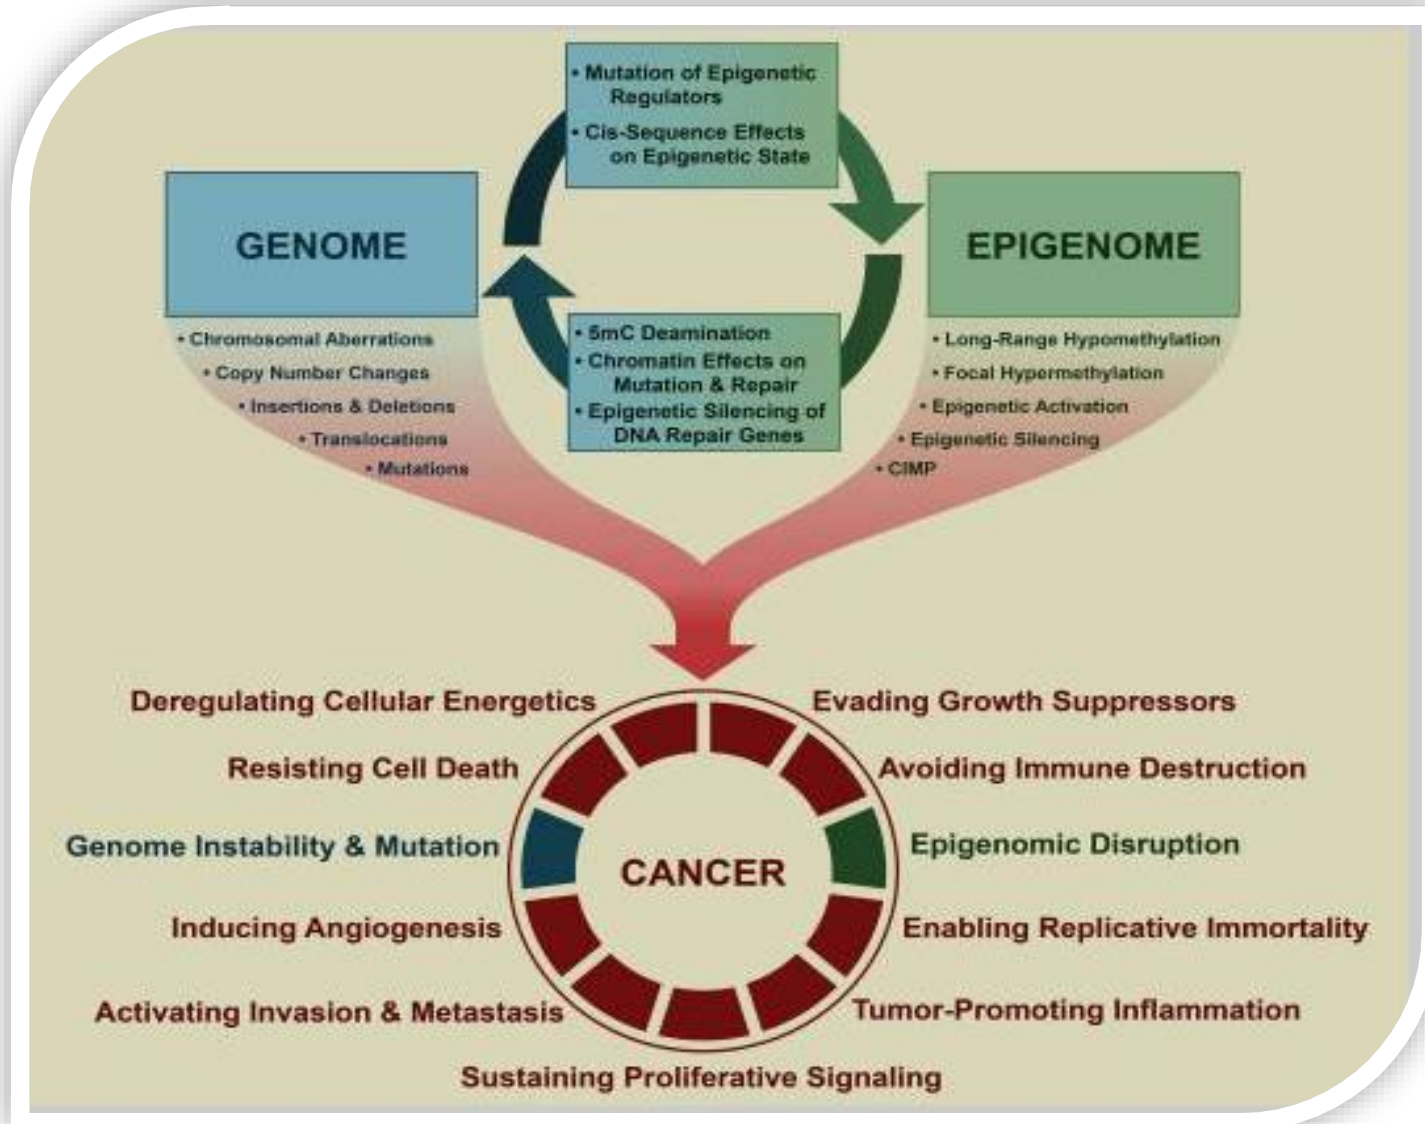 • Mutation of Epigenetic
Regulators
• Cis-Sequence Effects
on Epigenetic State
GENOME
EPIGENOME
• 5mC Deamination
• Chromatin Effects on
Mutation & Repair
• Epigenetic Silencing of
DNA Repair Genes
• Chromosomal Aberrations
• Copy Number Changes
• Insertions & Deletions
• Translocations
• Mutations
• Long-Range Hypomethylation
• Focal Hypermethylation
• Epigenetic Activation
• Epigenetic Silencing
• CIMP
Deregulating Cellular Energetics
Evading Growth Suppressors
Resisting Cell Death
Avoiding Immune Destruction
Genome Instability & Mutation
Epigenomic Disruption
CANCER
Inducing Angiogenesis
Enabling Replicative Immortality
Activating Invasion & Metastasis
Tumor-Promoting Inflammation
Sustaining Proliferative Signaling